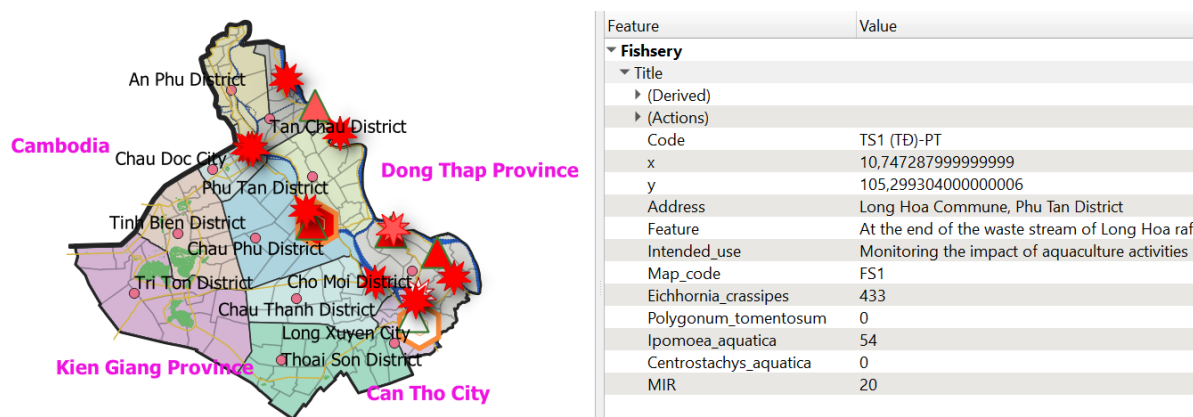 An Phu District
Tan Chau District
Cambodia
Chau Doc City
Dong Thap Province
Phu Tan District
Tinh Bien District
Chau Phu District
Tri Ton District
Cho Moi District
Chau Thanh District
Long Xuyen City
Kien Giang Province
Thoai Son District
Can Tho City
Feature Value
Fishsery
Title
(Derived)
(Actions)
Code TS1 (TĐ)-PT
x 10,747287999999999
y 105,299304000000006
Address Long Hoa Commune, Phu Tan District
Feature At the end of the waste stream of Long Hoa raf
Intended_use Monitoring the impact of aquaculture activities
Map_code FS1
Eichhornia_crassipes 433
Polygonum_tomentosum 0
Ipomoea_aquatica 54
Centrostachys_aquatica 0
MIR 20